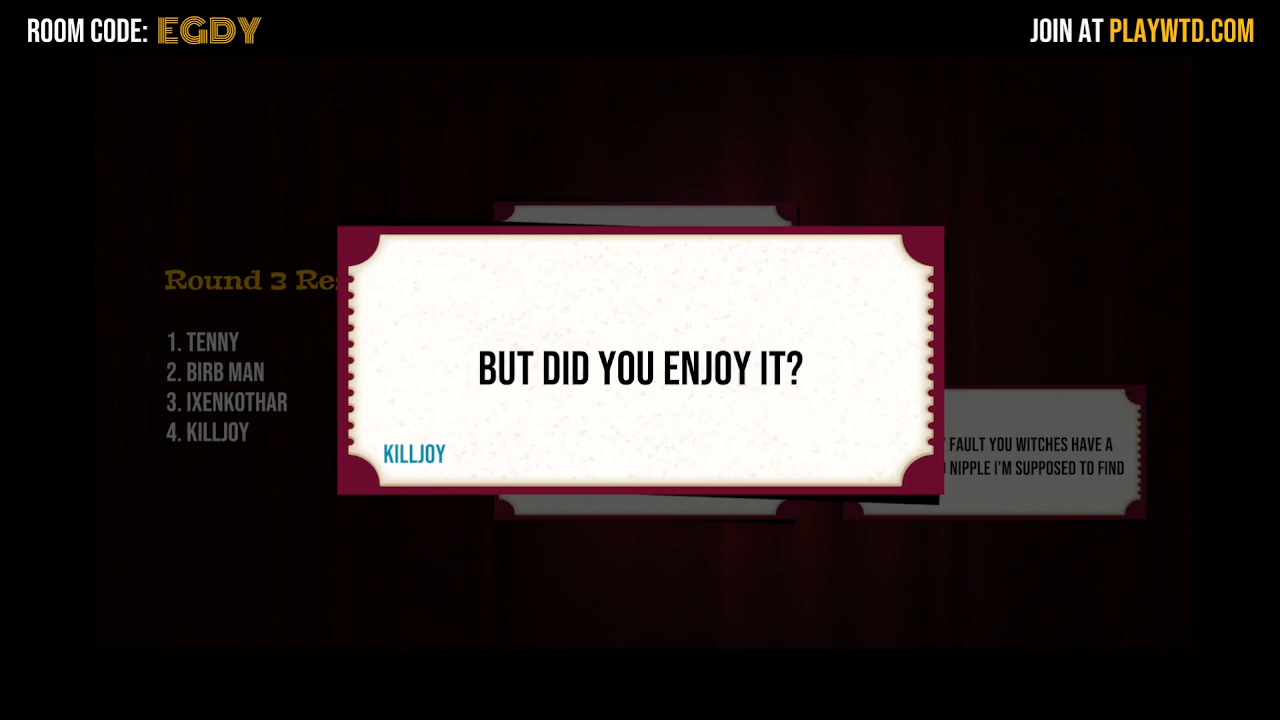 ROOM CODE: EGDY
JOIN AT PLAYWTD.COM
Round 3 Re
1. TENNY
2. BIRB MAN
3. IXENKOTHAR
4. KILLJOY
BUT DID YOU ENJOY IT?
KILLJOY
FAULT YOU WITCHES HAVE A
NIPPLE I'M SUPPOSED TO FIND